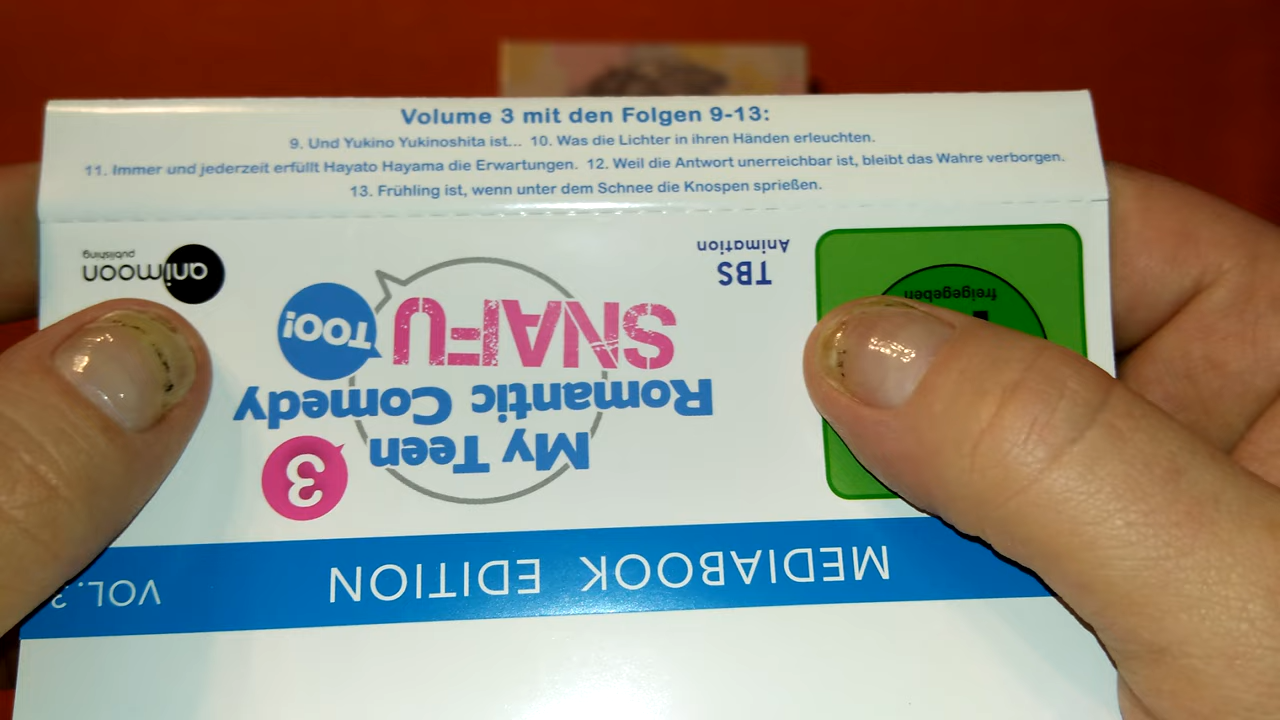 Volume 3 mit den Folgen 9-13:
9. Und Yukino Yukinoshita ist... 10. Was die Lichter in ihren Händen erleuchten.
11. Immer und jederzeit erfüllt Hayato Hayama die Erwartungen. 12. Weil die Antwort unerreichbar ist, bleibt das Wahre verborgen.
13. Frühling ist, wenn unter dem Schnee die Knospen sprießen.
MEDIABOOK EDITION VOL. 3
My Teen 3
Romantic Comedy
SNAFU TOO!
TBS
Animation
animoon
publishing
freigegeben